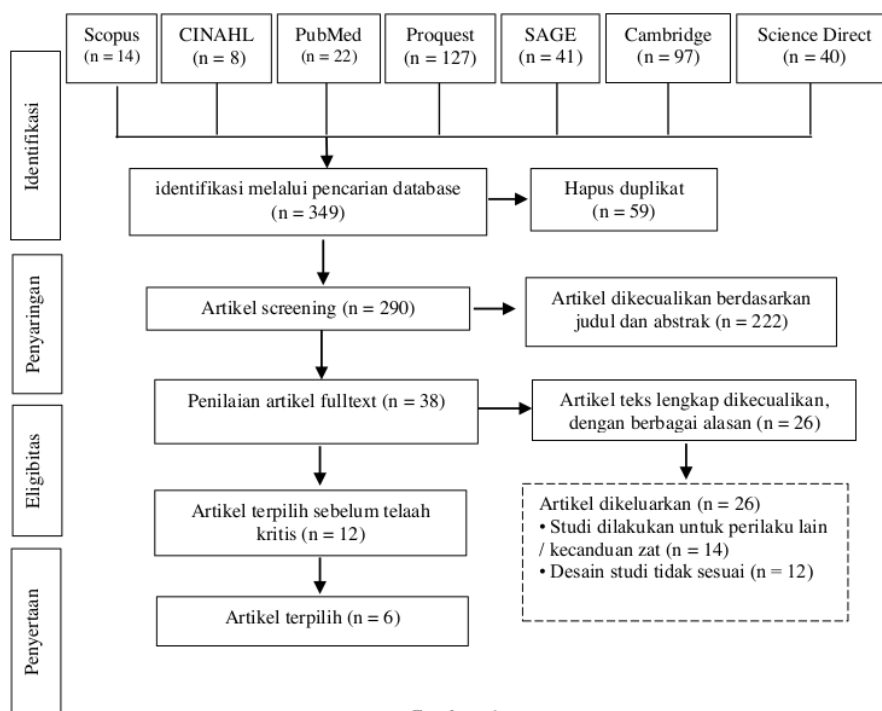 Scopus
(n = 14)
CINAHL
(n = 8)
PubMed
(n = 22)
Proquest
(n = 127)
SAGE
(n = 41)
Cambridge
(n = 97)
Science Direct
(n = 40)
Identifikasi
identifikasi melalui pencarian database
(n = 349)
Hapus duplikat
(n = 59)
Penyaringan
Artikel screening (n = 290)
Artikel dikecualikan berdasarkan
judul dan abstrak (n = 222)
Eligibitas
Penilaian artikel fulltext (n = 38)
Artikel teks lengkap dikecualikan,
dengan berbagai alasan (n = 26)
Artikel terpilih sebelum telaah
kritis (n = 12)
Artikel dikeluarkan (n = 26)
• Studi dilakukan untuk perilaku lain
/ kecanduan zat (n = 14)
• Desain studi tidak sesuai (n = 12)
Penyertaan
Artikel terpilih (n = 6)